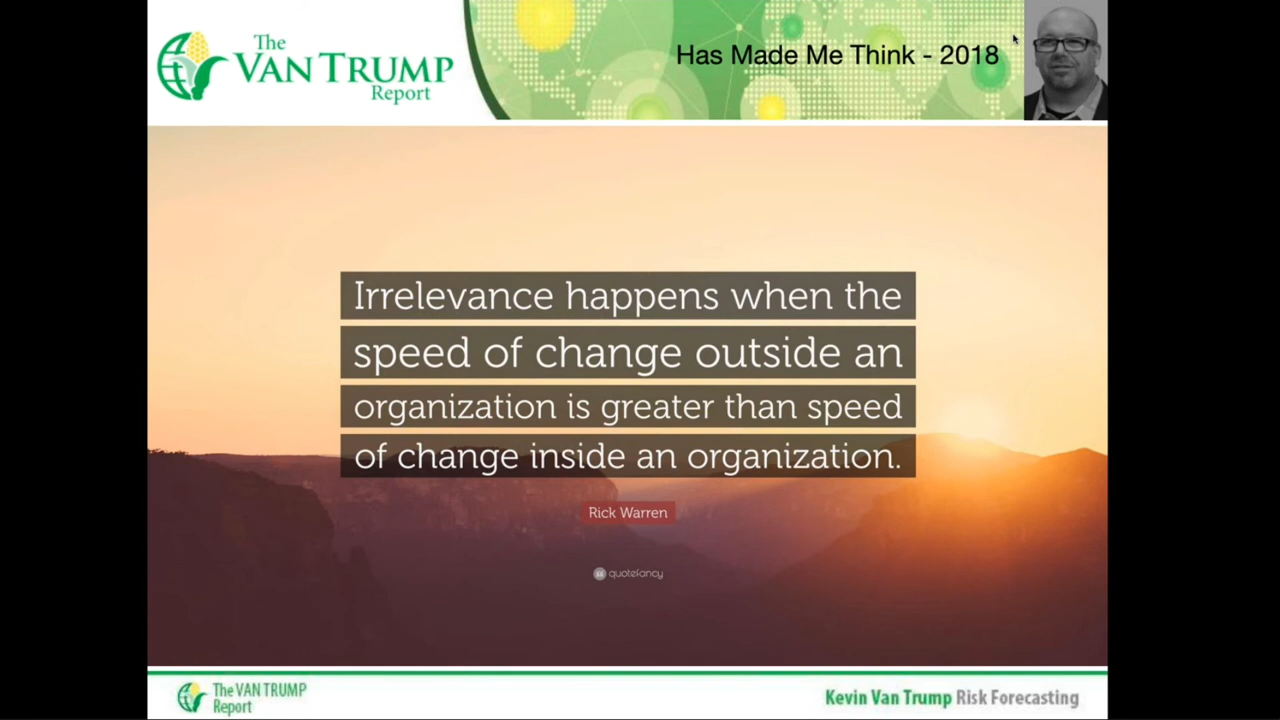 The
VAN TRUMP
Report
Has Made Me Think - 2018
Irrelevance happens when the
speed of change outside an
organization is greater than speed
of change inside an organization.
Rick Warren
quotefancy
The VAN TRUMP
Report
Kevin Van Trump Risk Forecasting